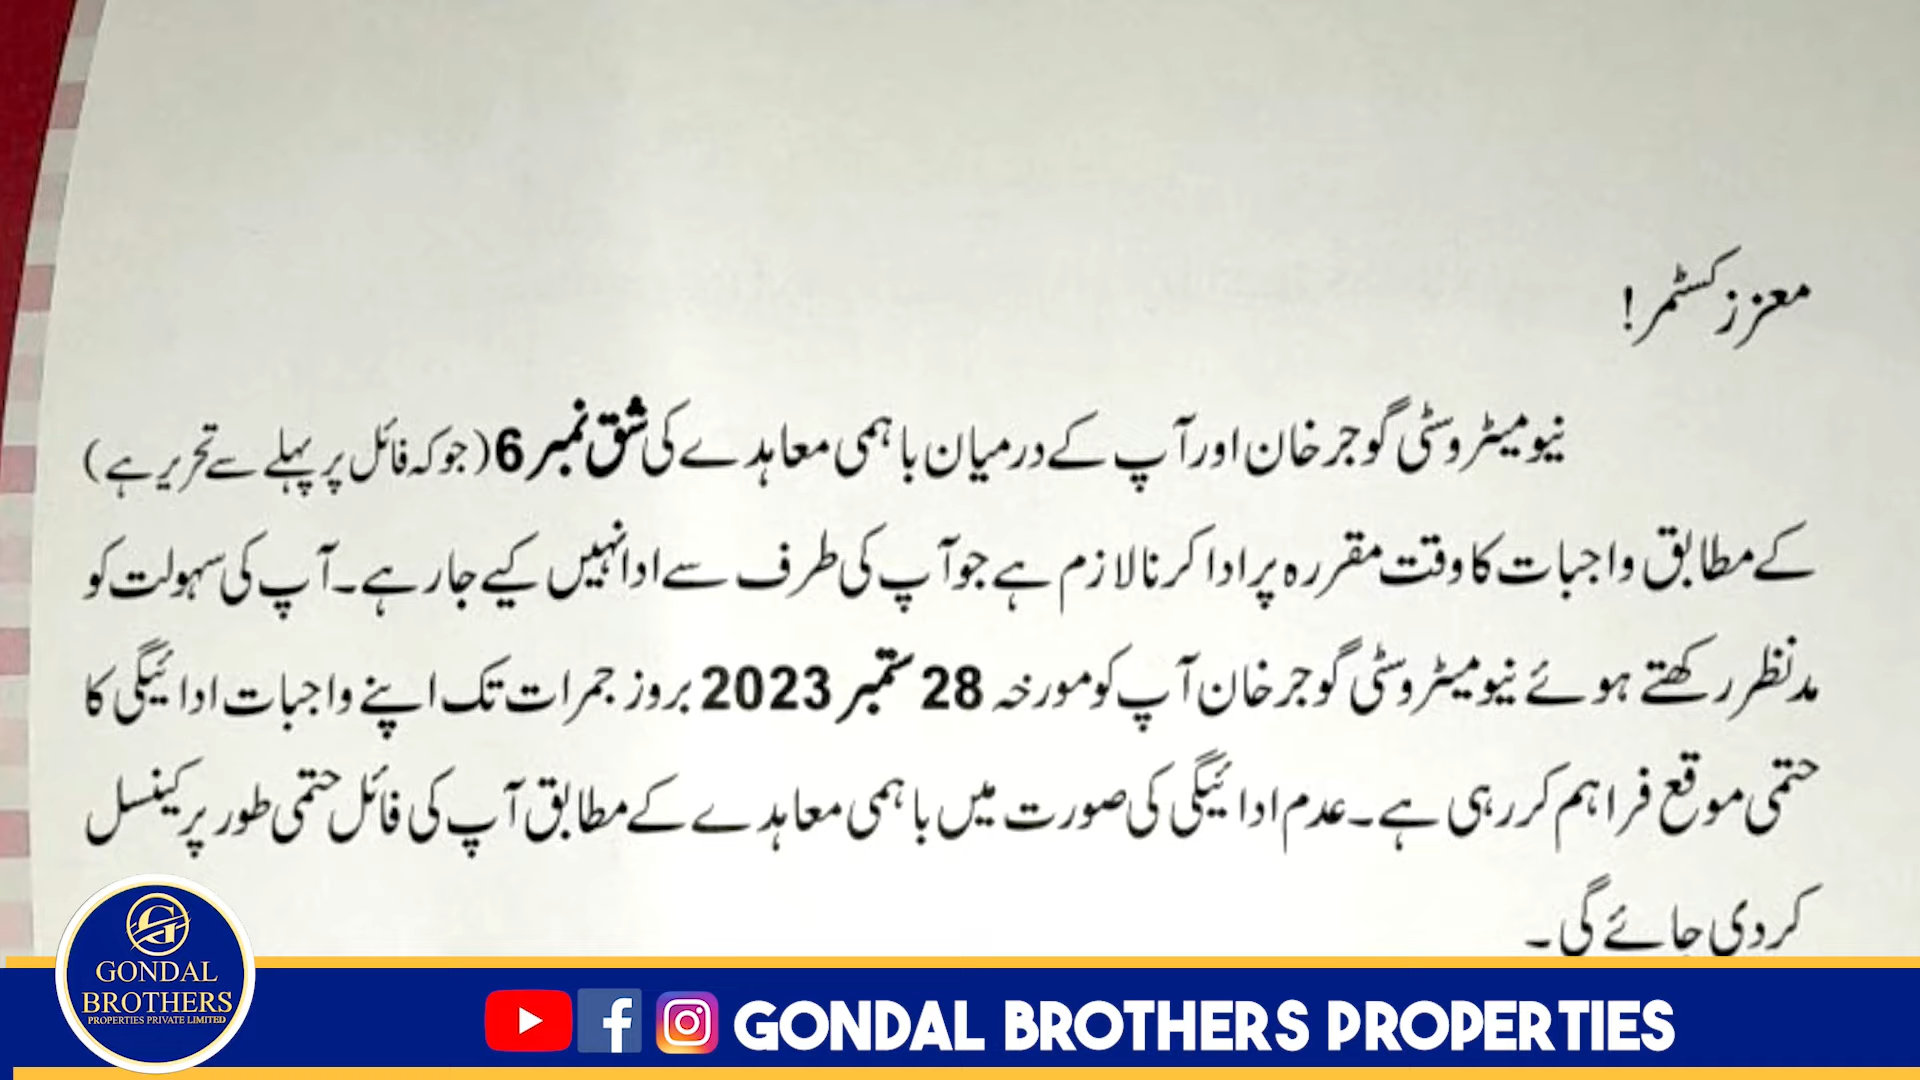 معزز کسٹمر!
نیو میٹرو سٹی گوجر خان اور آپ کے درمیان باہمی معاہدے کی شق نمبر 6 (جو کہ فائل پر پہلے سے تحریر ہے)
کے مطابق واجبات کا وقت مقررہ پر ادا کرنا لازم ہے جو آپ کی طرف سے ادا نہیں کیے جا رہے۔ آپ کی سہولت کو
مدنظر رکھتے ہوئے نیو میٹرو سٹی گوجر خان آپ کو مورخہ 28 ستمبر 2023 بروز جمرات تک اپنے واجبات ادائیگی کا
حتمی موقع فراہم کر رہی ہے۔ عدم ادائیگی کی صورت میں باہمی معاہدے کے مطابق آپ کی فائل حتمی طور پر کینسل
کر دی جائے گی۔
GONDAL
BROTHERS
PROPERTIES PRIVATE LIMITED
GONDAL BROTHERS PROPERTIES